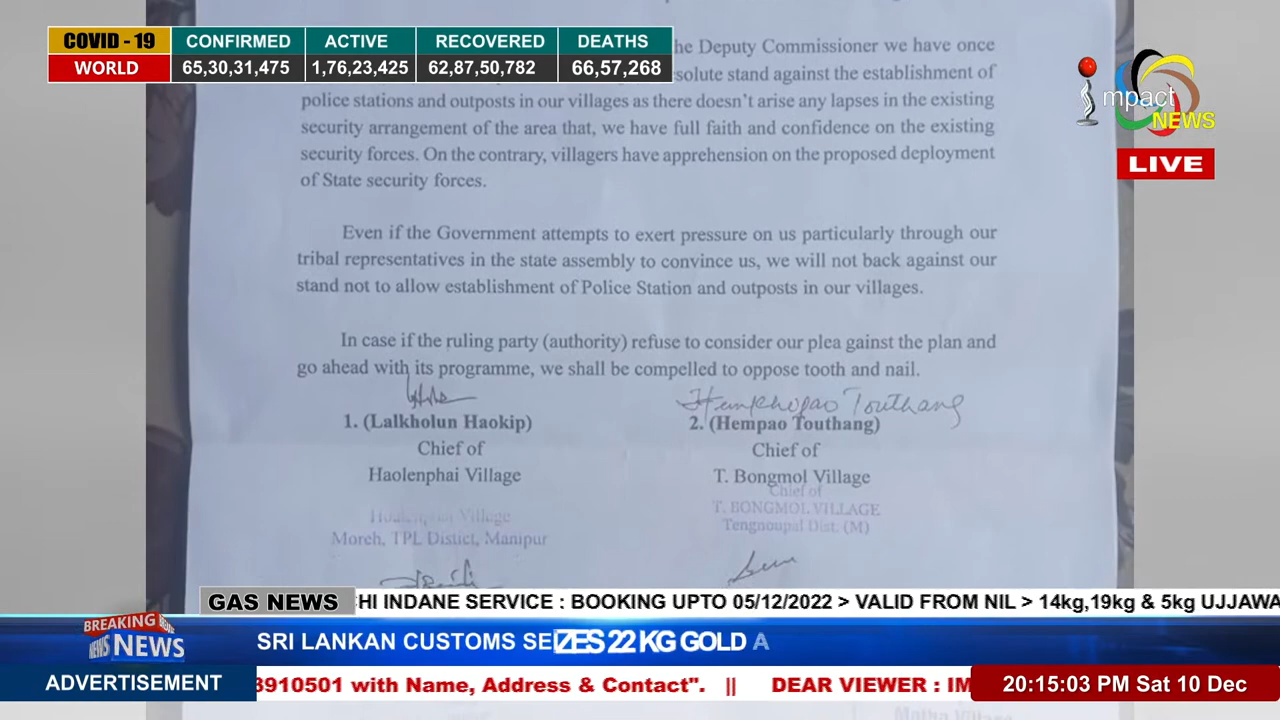 COVID - 19 CONFIRMED ACTIVE RECOVERED DEATHS
WORLD 65,30,31,475 1,76,23,425 62,87,50,782 66,57,268
impact
NEWS
LIVE
he Deputy Commissioner we have once
solute stand against the establishment of
police stations and outposts in our villages as there doesn't arise any lapses in the existing
security arrangement of the area that, we have full faith and confidence on the existing
security forces. On the contrary, villagers have apprehension on the proposed deployment
of State security forces.
Even if the Government attempts to exert pressure on us particularly through our
tribal representatives in the state assembly to convince us, we will not back against our
stand not to allow establishment of Police Station and outposts in our villages.
In case if the ruling party (authority) refuse to consider our plea gainst the plan and
go ahead with its programme, we shall be compelled to oppose tooth and nail.
Hemkhopao Touthang
1. (Lalkholun Haokip) 2. (Hempao Touthang)
Chief of Chief of
Haolenphai Village T. Bongmol Village
Chief of
Haolenphai Village T. BONGMOL VILLAGE
Moreh, TPL Distict, Manipur Tengnoupal Dist. (M)
GAS NEWS HI INDANE SERVICE : BOOKING UPTO 05/12/2022 > VALID FROM NIL > 14kg,19kg & 5kg UJJAWA
BREAKING NEWS
NEWS SRI LANKAN CUSTOMS SEIZES 22 KG GOLD A
ADVERTISEMENT 8910501 with Name, Address & Contact". || DEAR VIEWER : IM 20:15:03 PM Sat 10 Dec